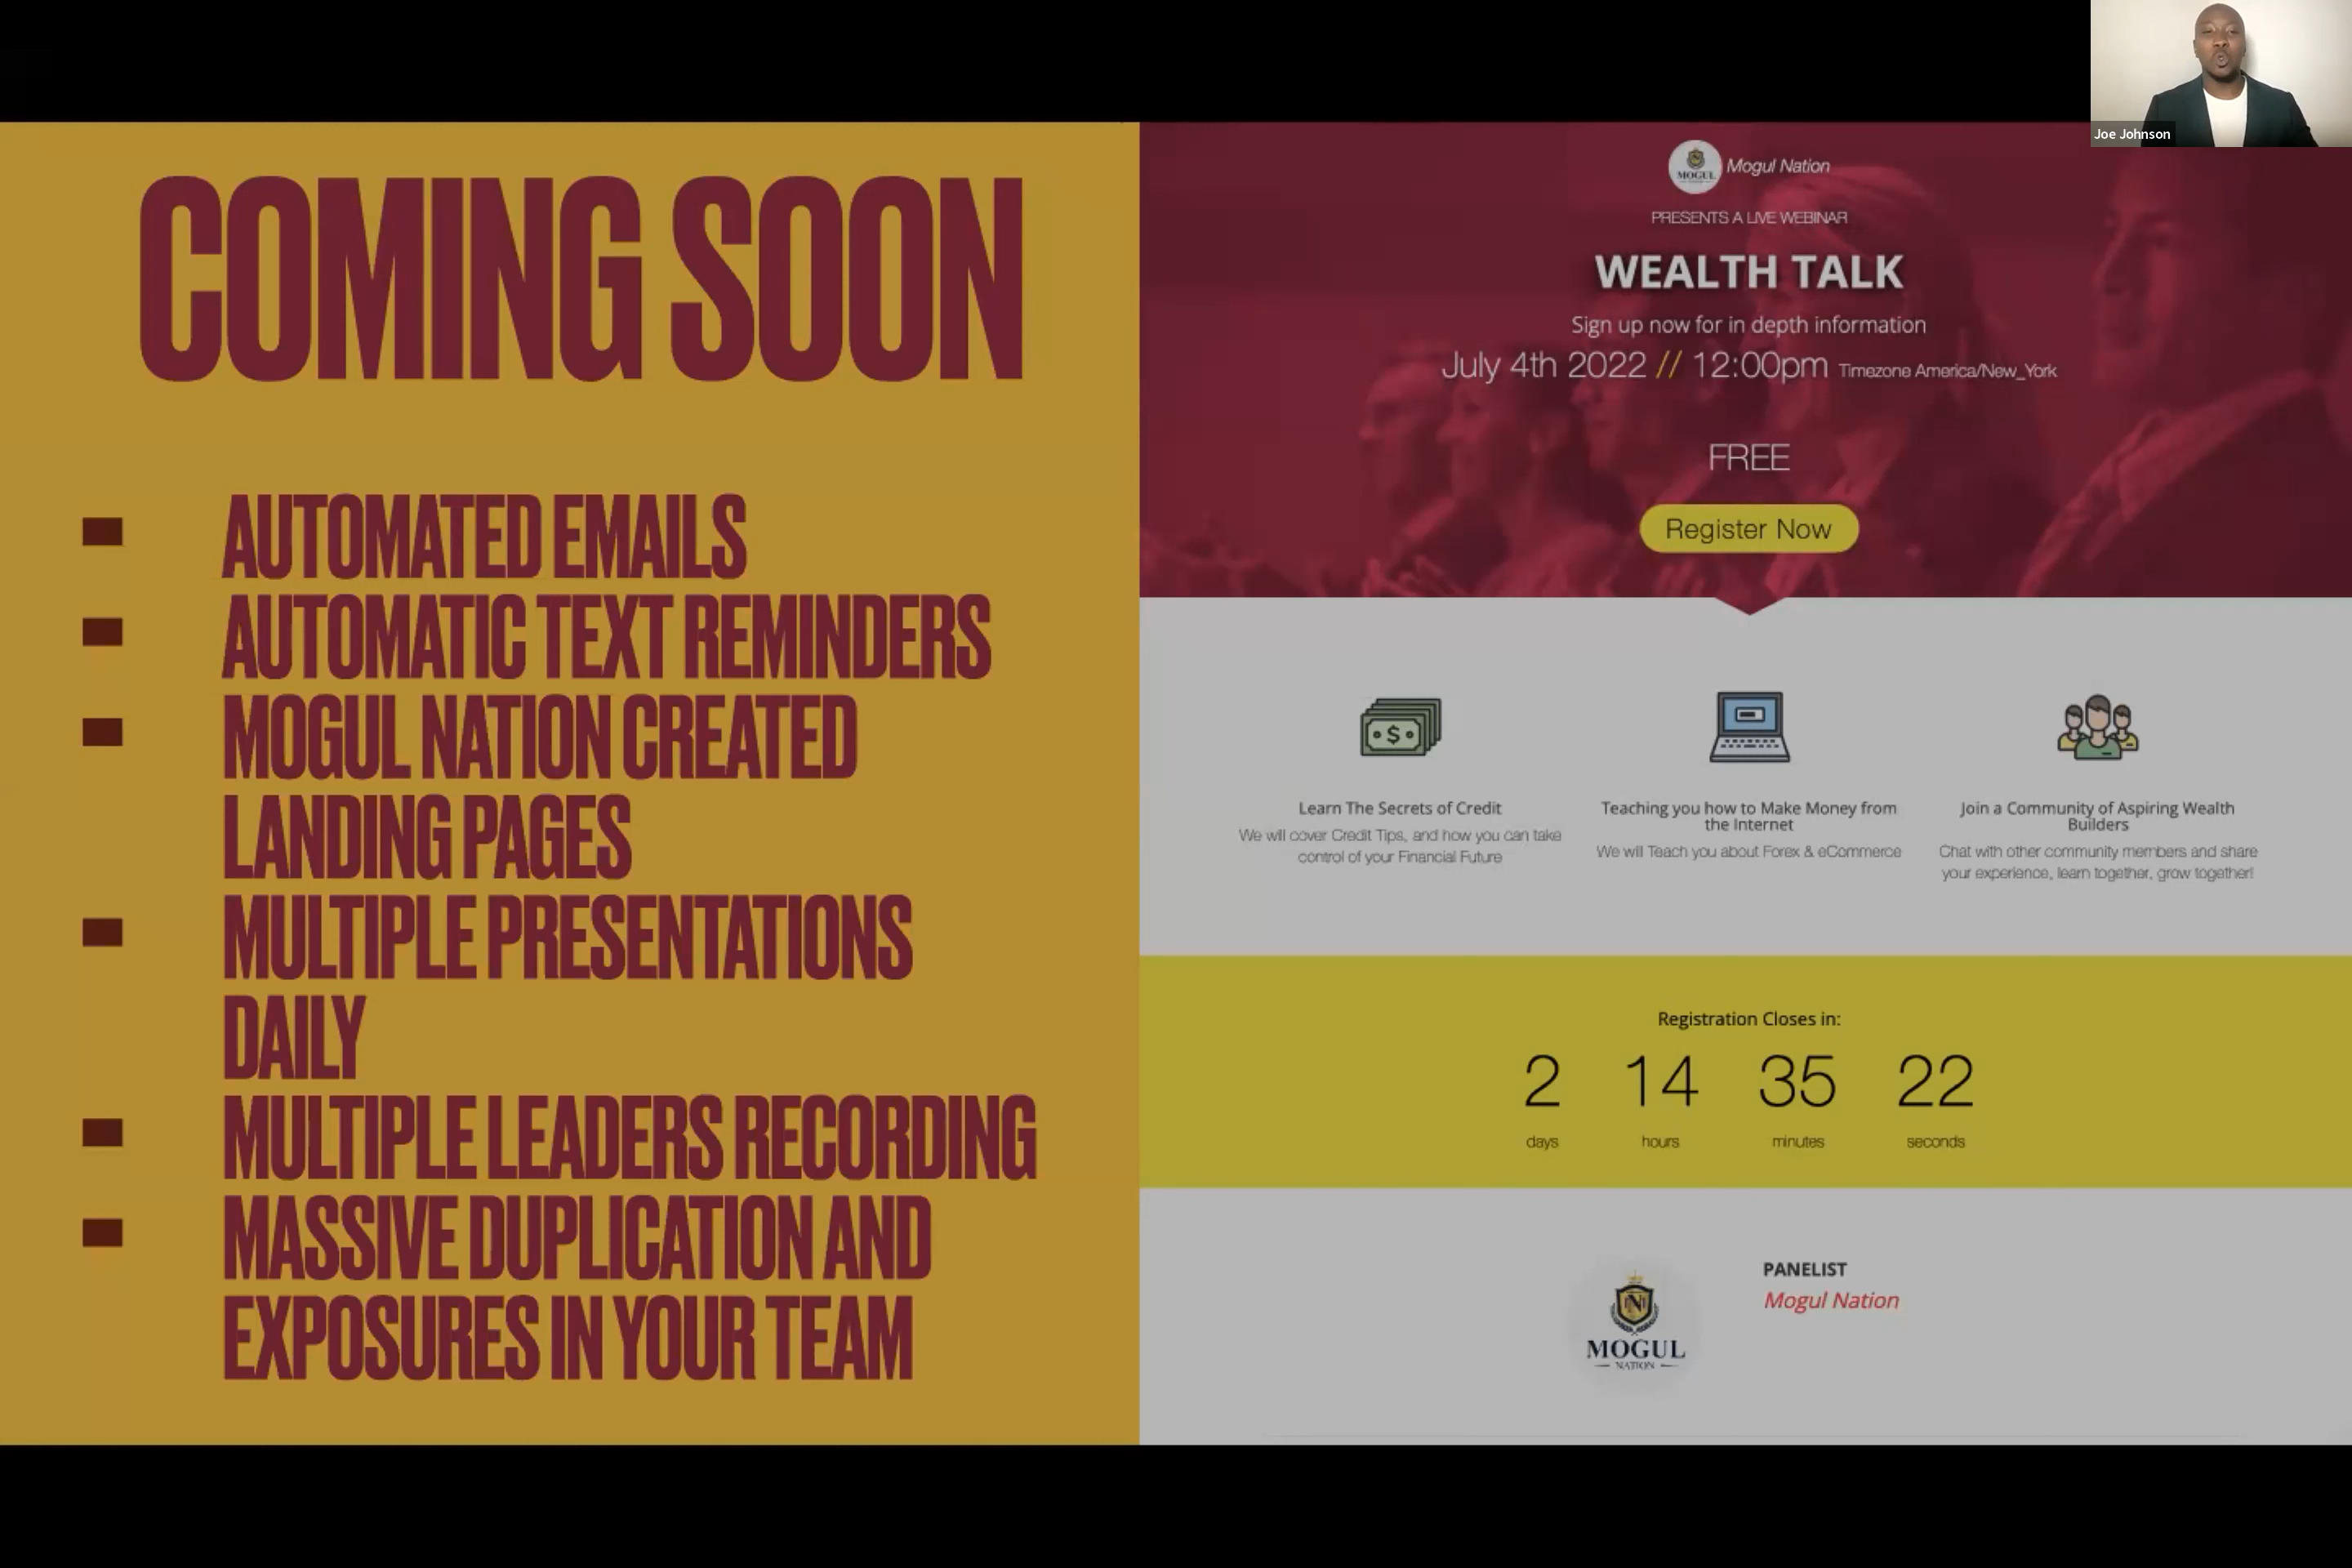 Joe Johnson
COMING SOON
AUTOMATED EMAILS
AUTOMATIC TEXT REMINDERS
MOGUL NATION CREATED
LANDING PAGES
MULTIPLE PRESENTATIONS
DAILY
MULTIPLE LEADERS RECORDING
MASSIVE DUPLICATION AND
EXPOSURES IN YOUR TEAM
MOGUL
Mogul Nation
PRESENTS A LIVE WEBINAR
WEALTH TALK
Sign up now for in depth information
July 4th 2022 // 12:00pm Timezone America/New_York
FREE
Register Now
$
Learn The Secrets of Credit
We will cover Credit Tips, and how you can take
control of your Financial Future
Teaching you how to Make Money from
the Internet
We will Teach you about Forex & eCommerce
Join a Community of Aspiring Wealth
Builders
Chat with other community members and share
your experience, learn together, grow together!
Registration Closes in:
2 14 35 22
days hours minutes seconds
MOGUL
NATION
PANELIST
Mogul Nation